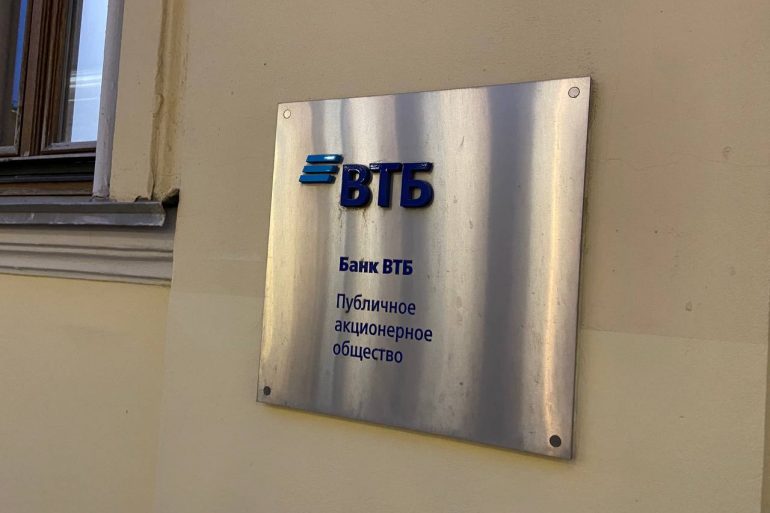 ВТБ
Банк ВТБ
Публичное
акционерное
общество